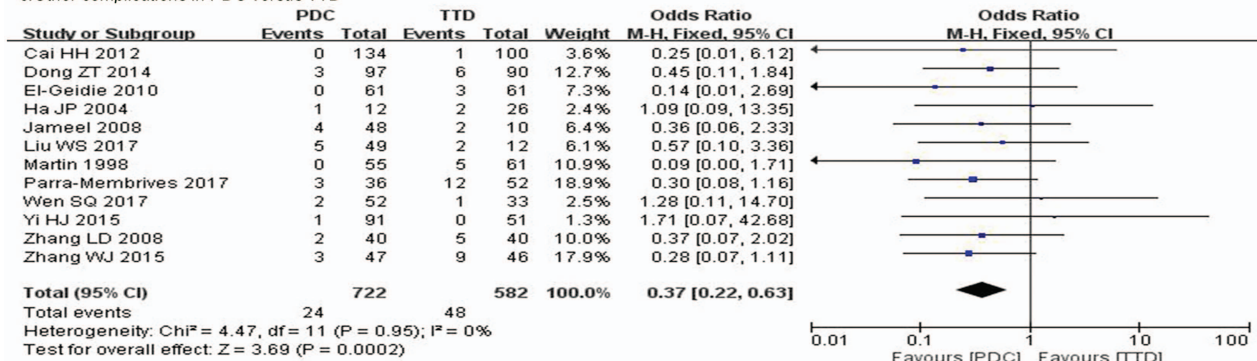 PDC TTD Odds Ratio Odds Ratio
Study or Subgroup Events Total Events Total Weight M-H, Fixed, 95% CI M-H, Fixed, 95% CI
Cai HH 2012 0 134 1 100 3.6% 0.25 [0.01, 6.12]
Dong ZT 2014 3 97 6 90 12.7% 0.45 [0.11, 1.84]
El-Geidie 2010 0 61 3 61 7.3% 0.14 [0.01, 2.69]
Ha JP 2004 1 12 2 26 2.4% 1.09 [0.09, 13.35]
Jameel 2008 4 48 2 10 6.4% 0.36 [0.06, 2.33]
Liu WS 2017 5 49 2 12 6.1% 0.57 [0.10, 3.36]
Martin 1998 0 55 5 61 10.9% 0.09 [0.00, 1.71]
Parra-Membrives 2017 3 36 12 52 18.9% 0.30 [0.08, 1.16]
Wen SQ 2017 2 52 1 33 2.5% 1.28 [0.11, 14.70]
Yi HJ 2015 1 91 0 51 1.3% 1.71 [0.07, 42.68]
Zhang LD 2008 2 40 5 40 10.0% 0.37 [0.07, 2.02]
Zhang WJ 2015 3 47 9 46 17.9% 0.28 [0.07, 1.11]
Total (95% CI) 722 582 100.0% 0.37 [0.22, 0.63]
Total events 24 48
Heterogeneity: Chi² = 4.47, df = 11 (P = 0.95); I² = 0%
Test for overall effect: Z = 3.69 (P = 0.0002)
0.01 0.1 1 10 100
Favours [PDC] Favours [TTD]